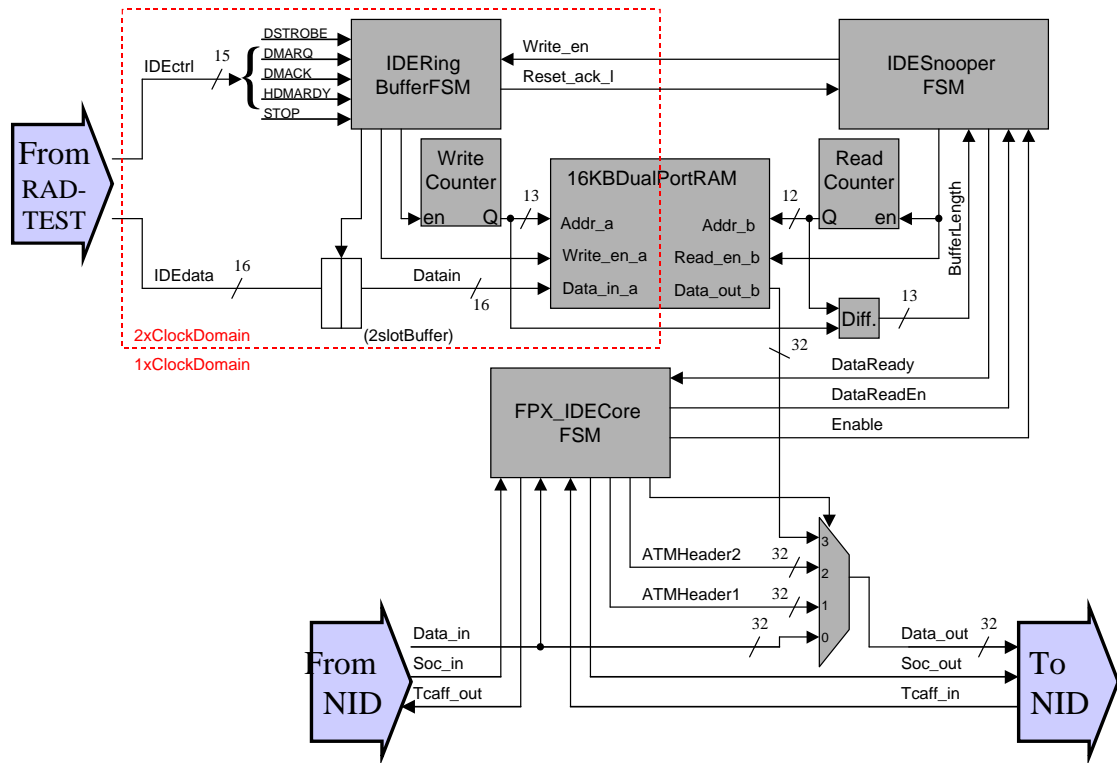 DSTROBE
DMARQ
DMACK
HDMARDY
STOP
IDEctrl
15
IDERing
BufferFSM
Write_en
Reset_ack_l
IDESnooper
FSM
From
RAD-
TEST
Write
Counter
en
Q
13
16KBDualPortRAM
Addr_a
Write_en_a
Data_in_a
Addr_b
Read_en_b
Data_out_b
12
Read
Counter
Q
en
BufferLength
IDEdata
16
Datain
16
(2slotBuffer)
Diff.
13
2xClockDomain
1xClockDomain
32
DataReady
DataReadEn
Enable
FPX_IDECore
FSM
ATMHeader2
32
ATMHeader1
32
3
2
1
0
From
NID
Data_in
32
Soc_in
Tcaff_out
Data_out
32
Soc_out
Tcaff_in
To
NID